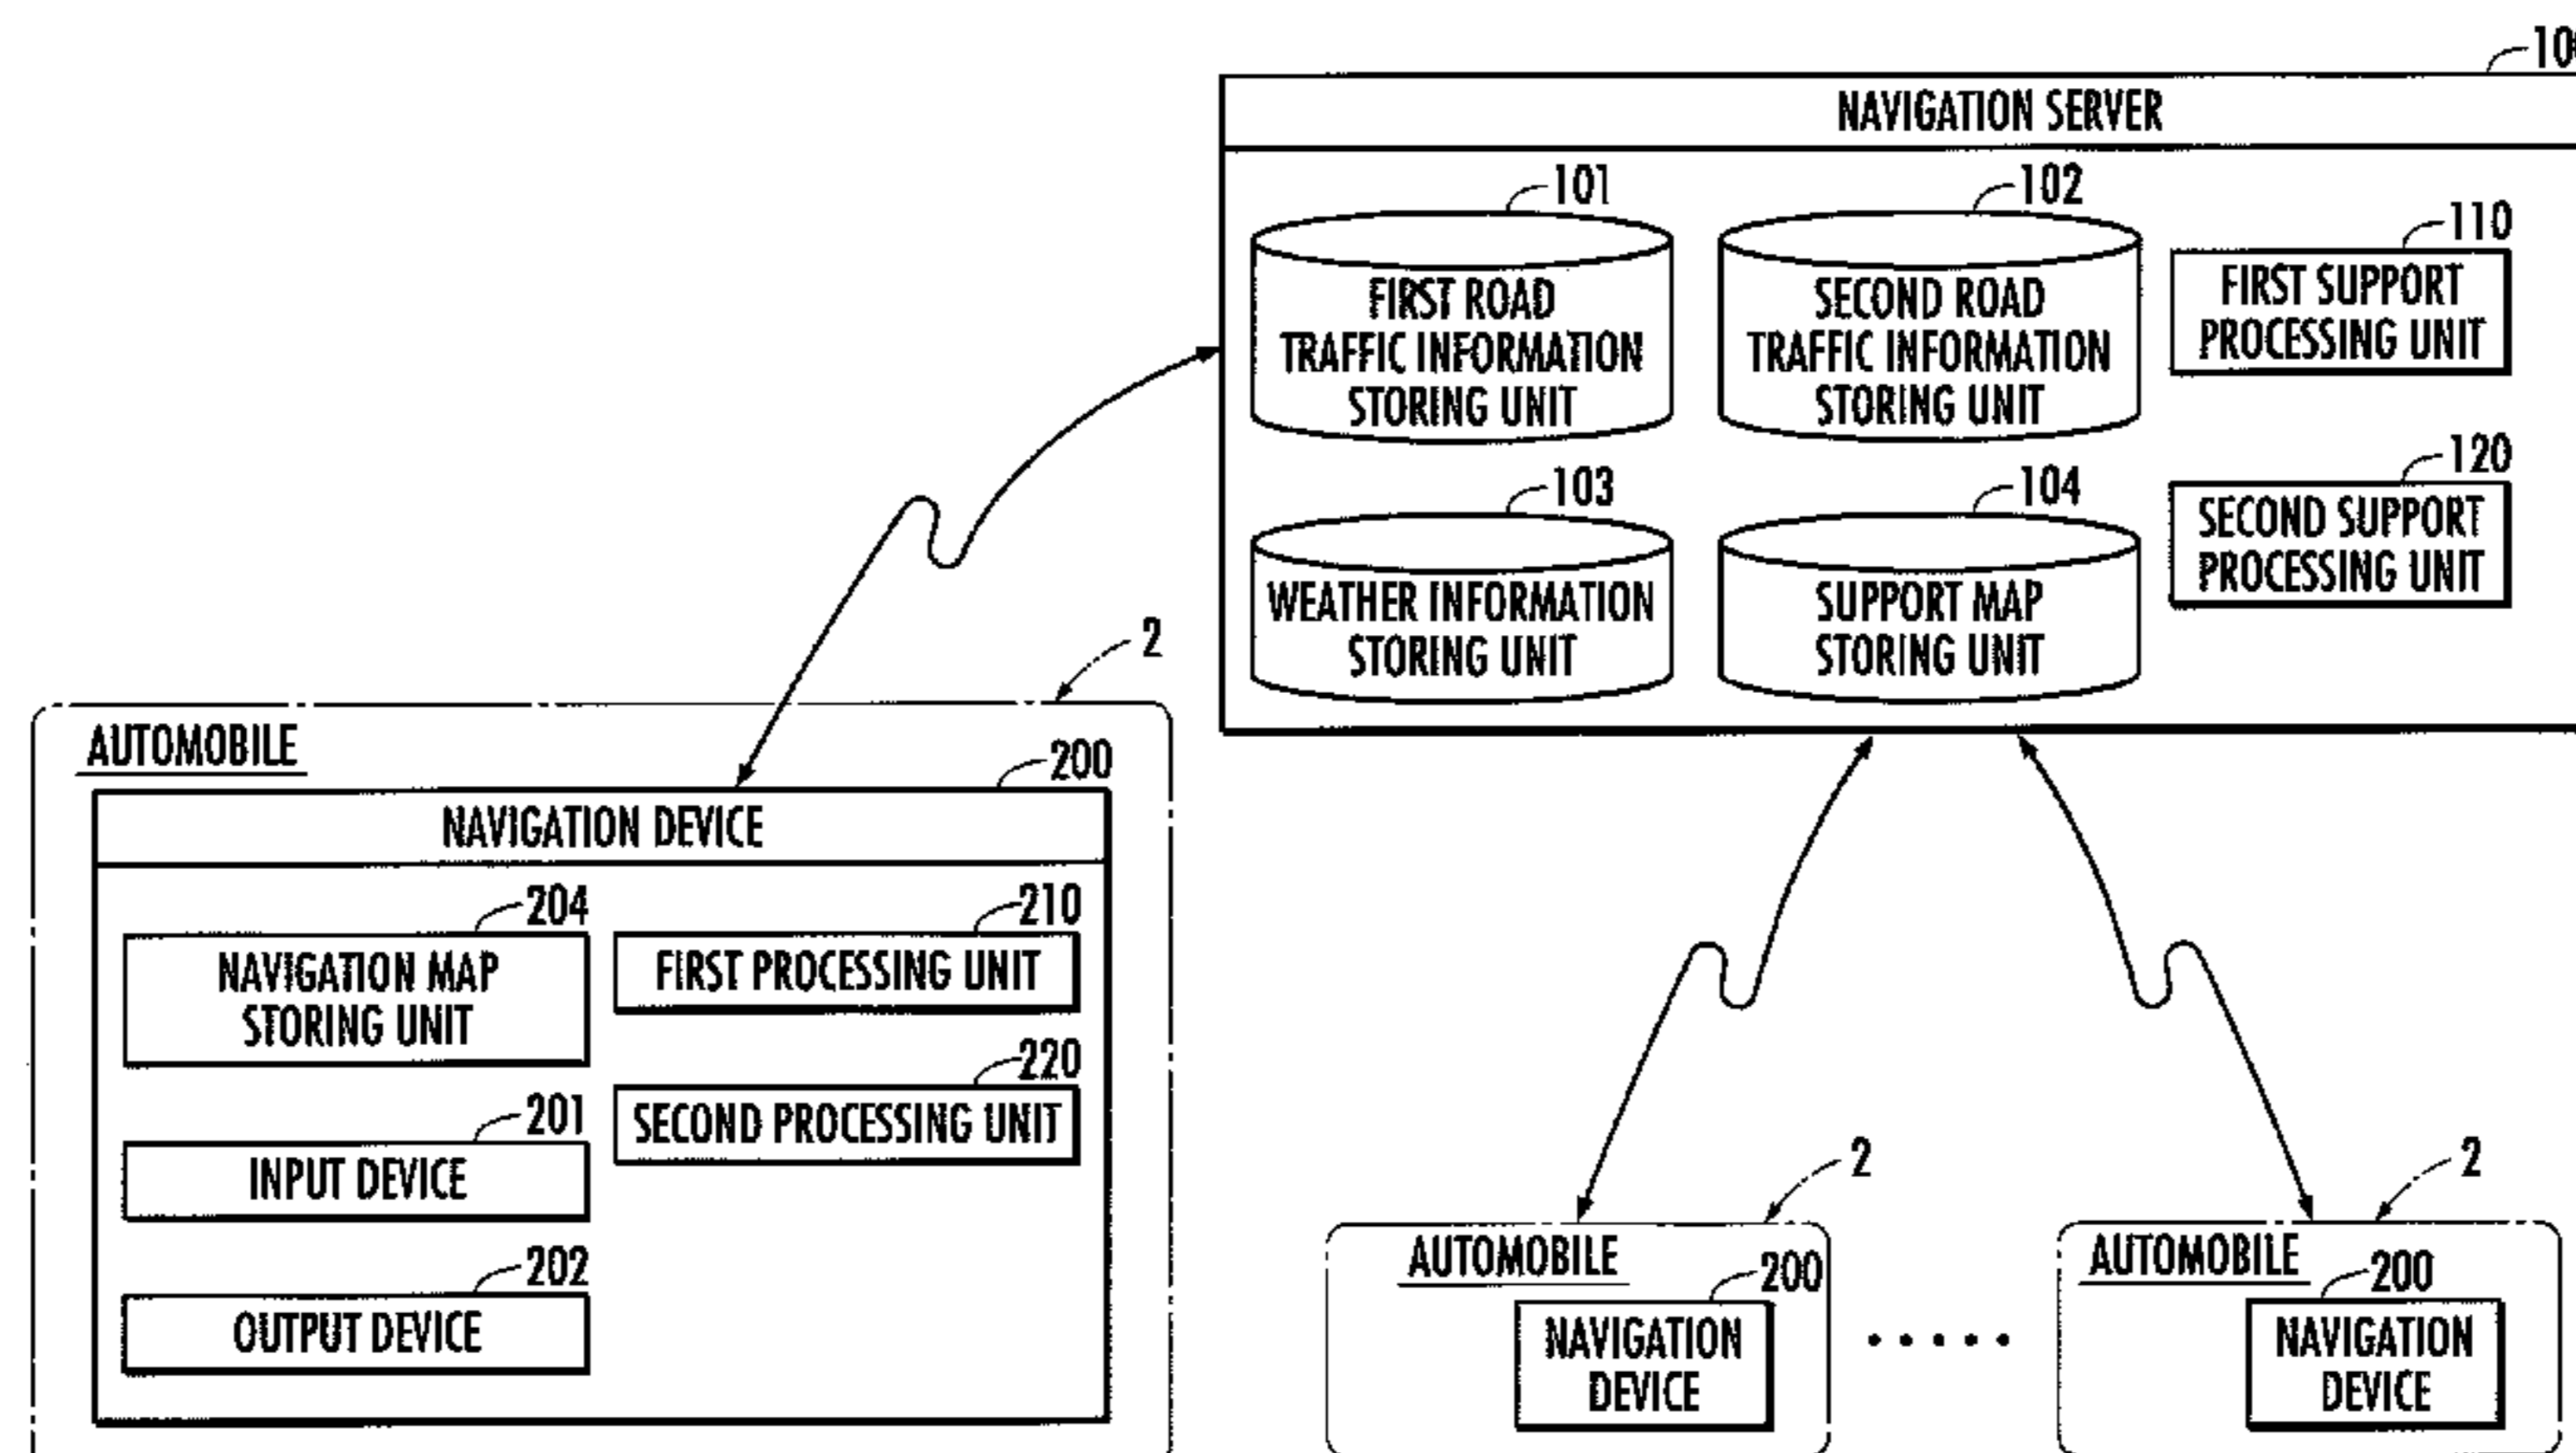 NAVIGATION SERVER
101
FIRST ROAD
TRAFFIC INFORMATION
STORING UNIT
102
SECOND ROAD
TRAFFIC INFORMATION
STORING UNIT
110
FIRST SUPPORT
PROCESSING UNIT
103
WEATHER INFORMATION
STORING UNIT
104
SUPPORT MAP
STORING UNIT
120
SECOND SUPPORT
PROCESSING UNIT
2
AUTOMOBILE
200
NAVIGATION DEVICE
204
NAVIGATION MAP
STORING UNIT
210
FIRST PROCESSING UNIT
220
SECOND PROCESSING UNIT
201
INPUT DEVICE
202
OUTPUT DEVICE
2
AUTOMOBILE
200
NAVIGATION
DEVICE
2
AUTOMOBILE
200
NAVIGATION
DEVICE